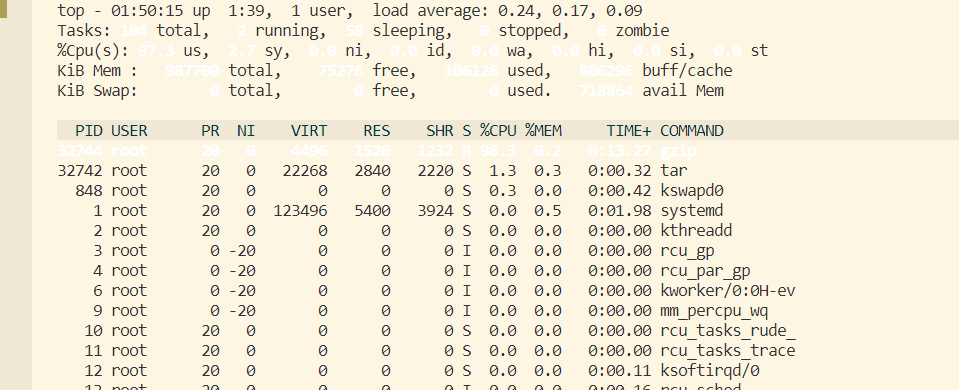 top - 01:50:15 up  1:39,  1 user,  load average: 0.24, 0.17, 0.09
Tasks: 104 total,   2 running,  58 sleeping,   0 stopped,   0 zombie
%Cpu(s): 97.3 us,  2.7 sy,  0.0 ni,  0.0 id,  0.0 wa,  0.0 hi,  0.0 si,  0.0 st
KiB Mem :   987700 total,    75276 free,   106128 used,   806296 buff/cache
KiB Swap:        0 total,        0 free,        0 used.   718864 avail Mem
PID USER      PR  NI    VIRT    RES    SHR S %CPU %MEM     TIME+ COMMAND
32744 root      20   0    4496   1520   1232 R 98.3  0.2   0:13.27 gzip
32742 root      20   0   22268   2840   2220 S  1.3  0.3   0:00.32 tar
848 root      20   0       0      0      0 S  0.3  0.0   0:00.42 kswapd0
1 root      20   0  123496   5400   3924 S  0.0  0.5   0:01.98 systemd
2 root      20   0       0      0      0 S  0.0  0.0   0:00.00 kthreadd
3 root       0 -20       0      0      0 I  0.0  0.0   0:00.00 rcu_gp
4 root       0 -20       0      0      0 I  0.0  0.0   0:00.00 rcu_par_gp
6 root       0 -20       0      0      0 I  0.0  0.0   0:00.00 kworker/0:0H-ev
9 root       0 -20       0      0      0 I  0.0  0.0   0:00.00 mm_percpu_wq
10 root      20   0       0      0      0 S  0.0  0.0   0:00.00 rcu_tasks_rude_
11 root      20   0       0      0      0 S  0.0  0.0   0:00.00 rcu_tasks_trace
12 root      20   0       0      0      0 S  0.0  0.0   0:00.11 ksoftirqd/0
13 root      20   0       0      0      0 I  0.0  0.0   0:00.16 rcu_sched